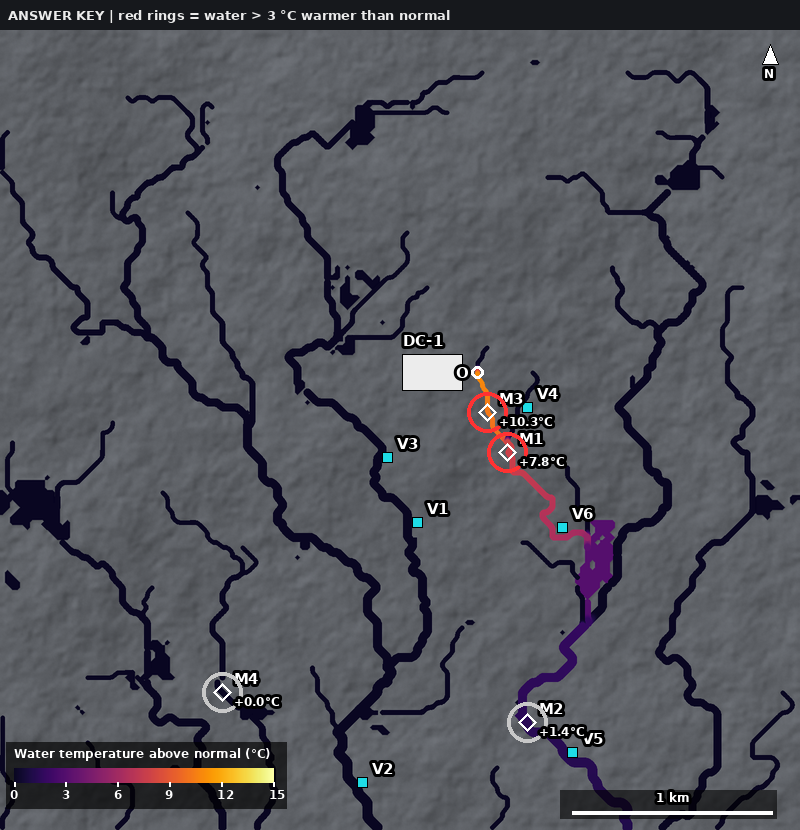 ANSWER KEY | red rings = water > 3 °C warmer than normal
N
DC-1
O
M3
+10.3°C
V4
M1
+7.8°C
V3
V1
V6
M4
+0.0°C
M2
+1.4°C
V5
V2
Water temperature above normal (°C)
0 3 6 9 12 15
1 km